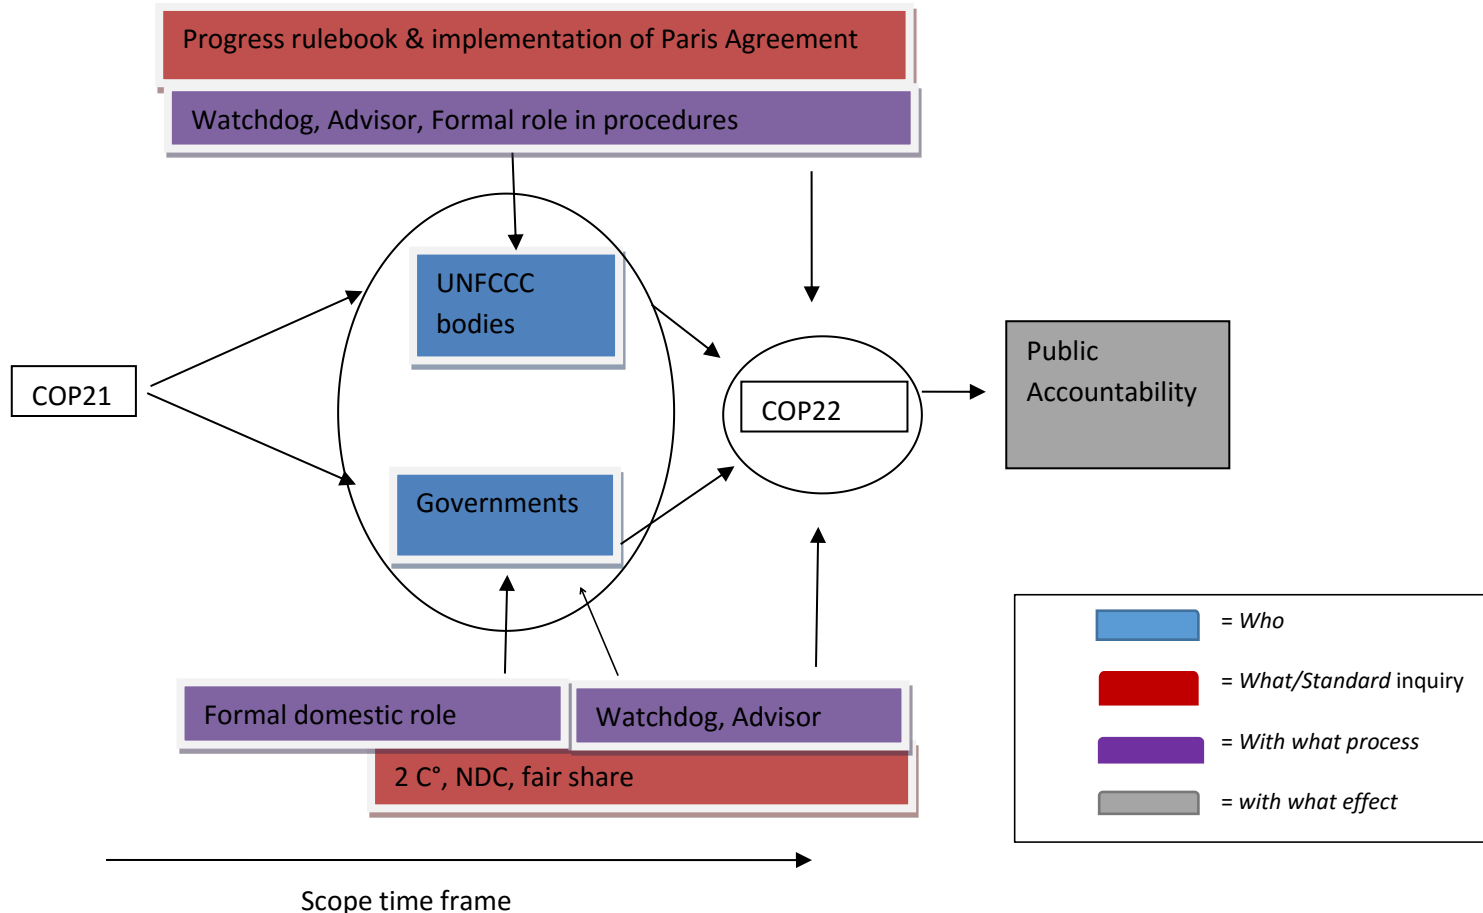 Progress rulebook & implementation of Paris Agreement
Watchdog, Advisor, Formal role in procedures
UNFCCC
bodies
COP21
COP22
Public
Accountability
Governments
Formal domestic role
Watchdog, Advisor
2 C°, NDC, fair share
= Who
= What/Standard inquiry
= With what process
= with what effect
Scope time frame